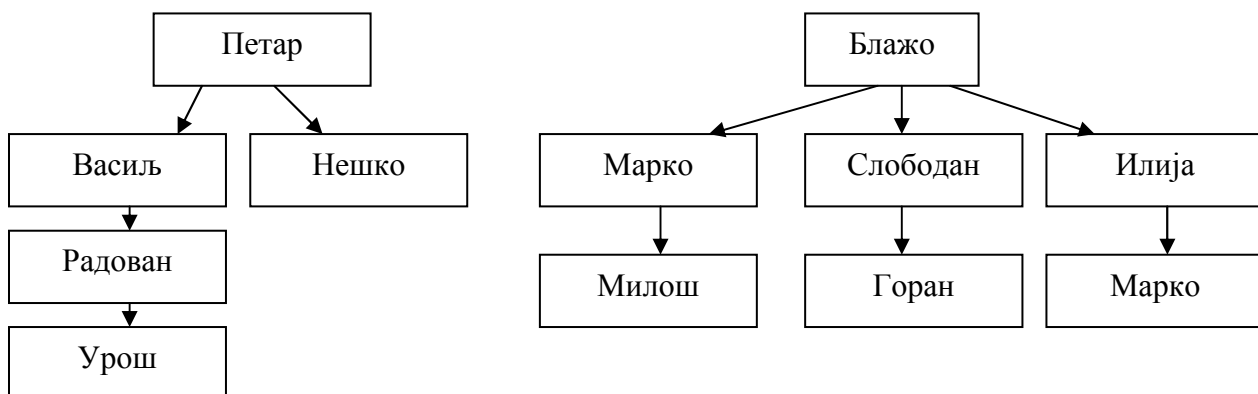 Петар
Блажо
Васиљ
Нешко
Марко
Слободан
Илија
Радован
Милош
Горан
Марко
Урош